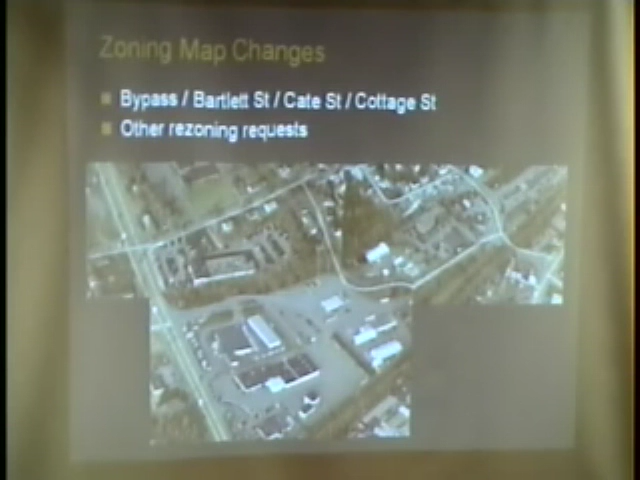 Zoning Map Changes
Bypass / Bartlett St / Cate St / Cottage St
Other rezoning requests